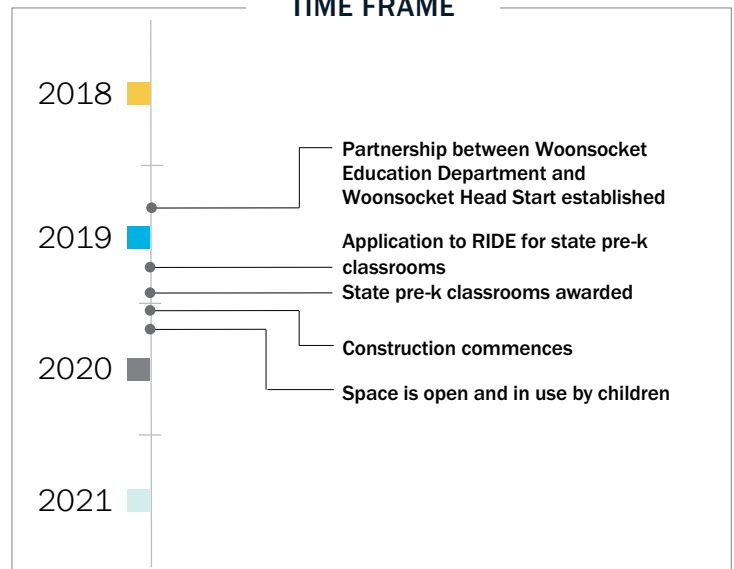 TIME FRAME
2018
Partnership between Woonsocket
Education Department and
Woonsocket Head Start established
2019
Application to RIDE for state pre-k
classrooms
State pre-k classrooms awarded
Construction commences
2020
Space is open and in use by children
2021